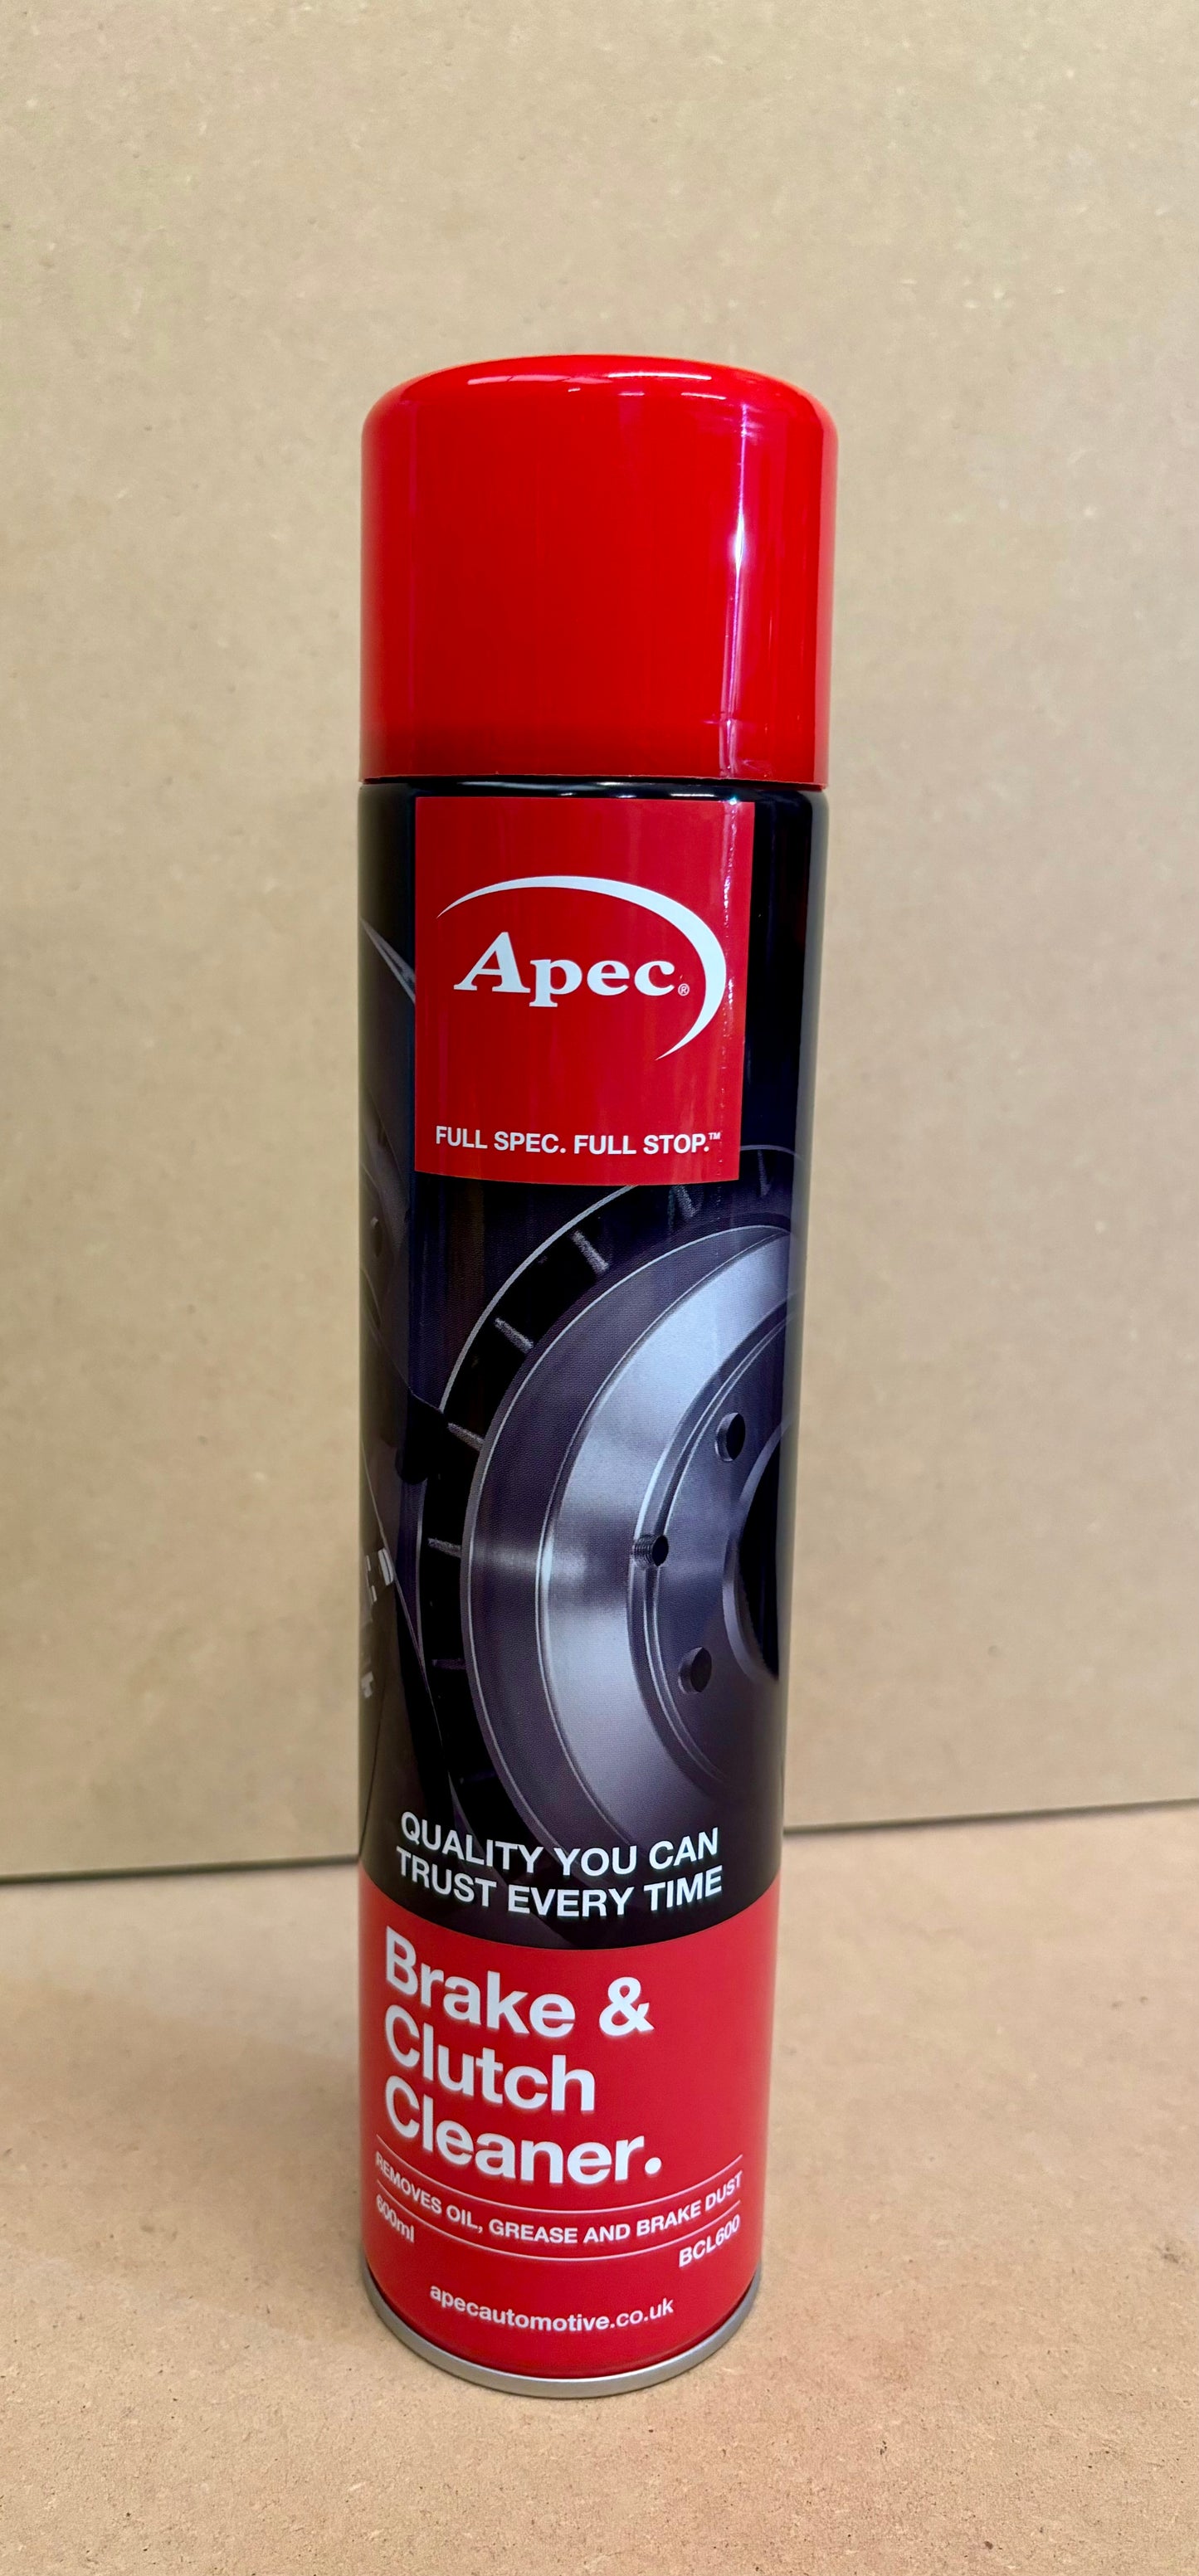 Apec®
FULL SPEC. FULL STOP.™
QUALITY YOU CAN
TRUST EVERY TIME
Brake &
Clutch
Cleaner.
REMOVES OIL, GREASE AND BRAKE DUST
600ml
BCL600
apecautomotive.co.uk